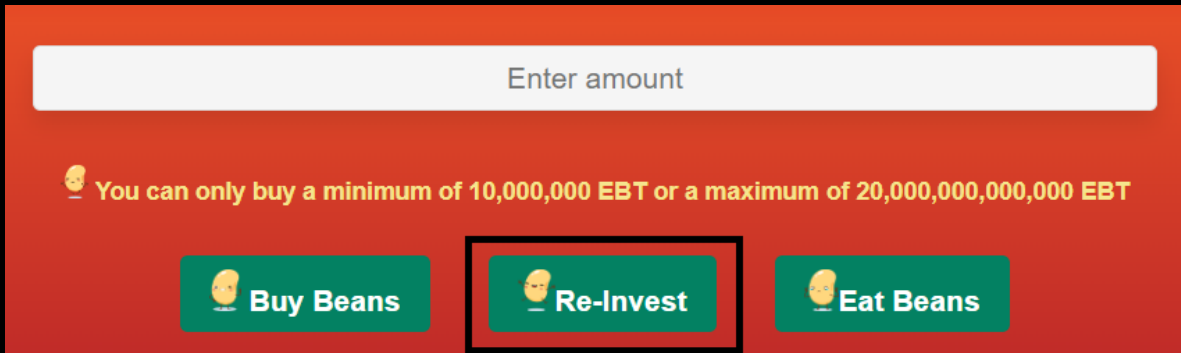 Enter amount
You can only buy a minimum of 10,000,000 EBT or a maximum of 20,000,000,000,000 EBT
Buy Beans
Re-Invest
Eat Beans